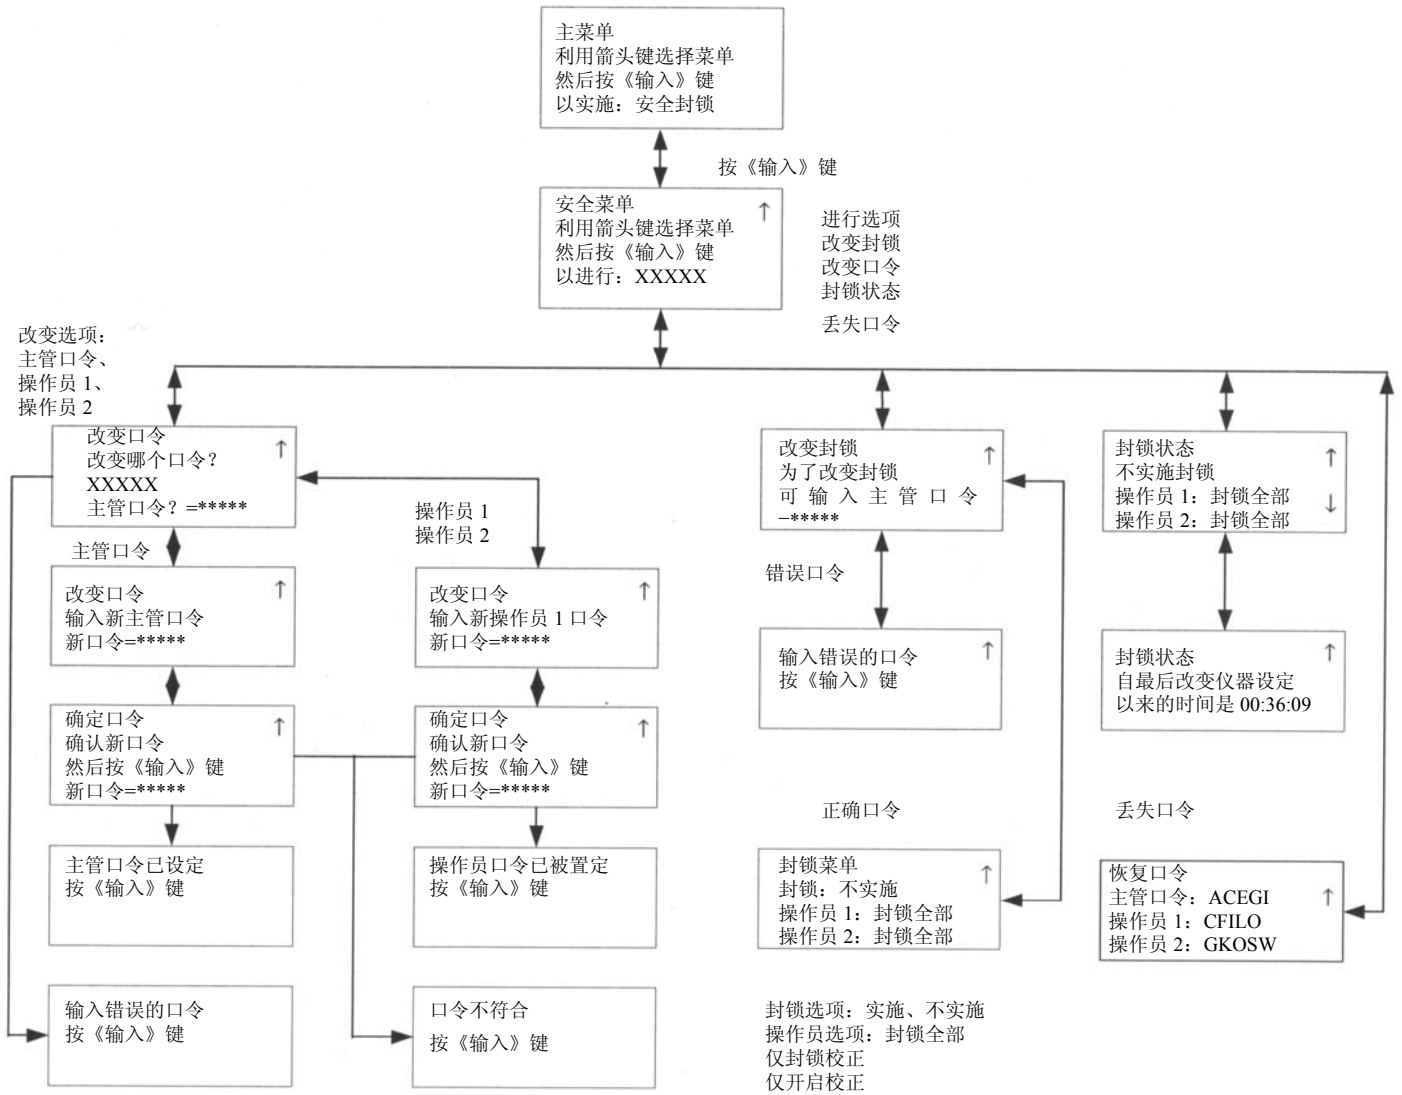 主菜单
利用箭头键选择菜单
然后按《输入》键
以实施：安全封锁
按《输入》键
安全菜单 ↑
利用箭头键选择菜单
然后按《输入》键
以进行：XXXXX
进行选项
改变封锁
改变口令
封锁状态
丢失口令
改变选项：
主管口令、
操作员 1、
操作员 2
改变口令 ↑
改变哪个口令？
XXXXX
主管口令？=*****
主管口令
操作员 1
操作员 2
改变口令 ↑
输入新主管口令
新口令=*****
改变口令 ↑
输入新操作员 1 口令
新口令=*****
确定口令 ↑
确认新口令
然后按《输入》键
新口令=*****
确定口令 ↑
确认新口令
然后按《输入》键
新口令=*****
主管口令已设定
按《输入》键
操作员口令已被置定
按《输入》键
输入错误的口令
按《输入》键
口令不符合
按《输入》键
改变封锁 ↑
为了改变封锁
可输入主管口令
=*****
错误口令
输入错误的口令 ↑
按《输入》键
正确口令
封锁菜单 ↑
封锁：不实施
操作员 1：封锁全部
操作员 2：封锁全部
封锁选项：实施、不实施
操作员选项：封锁全部
仅封锁校正
仅开启校正
封锁状态 ↑
不实施封锁
操作员 1：封锁全部 ↓
操作员 2：封锁全部
封锁状态 ↑
自最后改变仪器设定
以来的时间是 00:36:09
丢失口令
恢复口令
主管口令：ACEGI ↑
操作员 1：CFILO
操作员 2：GKOSW